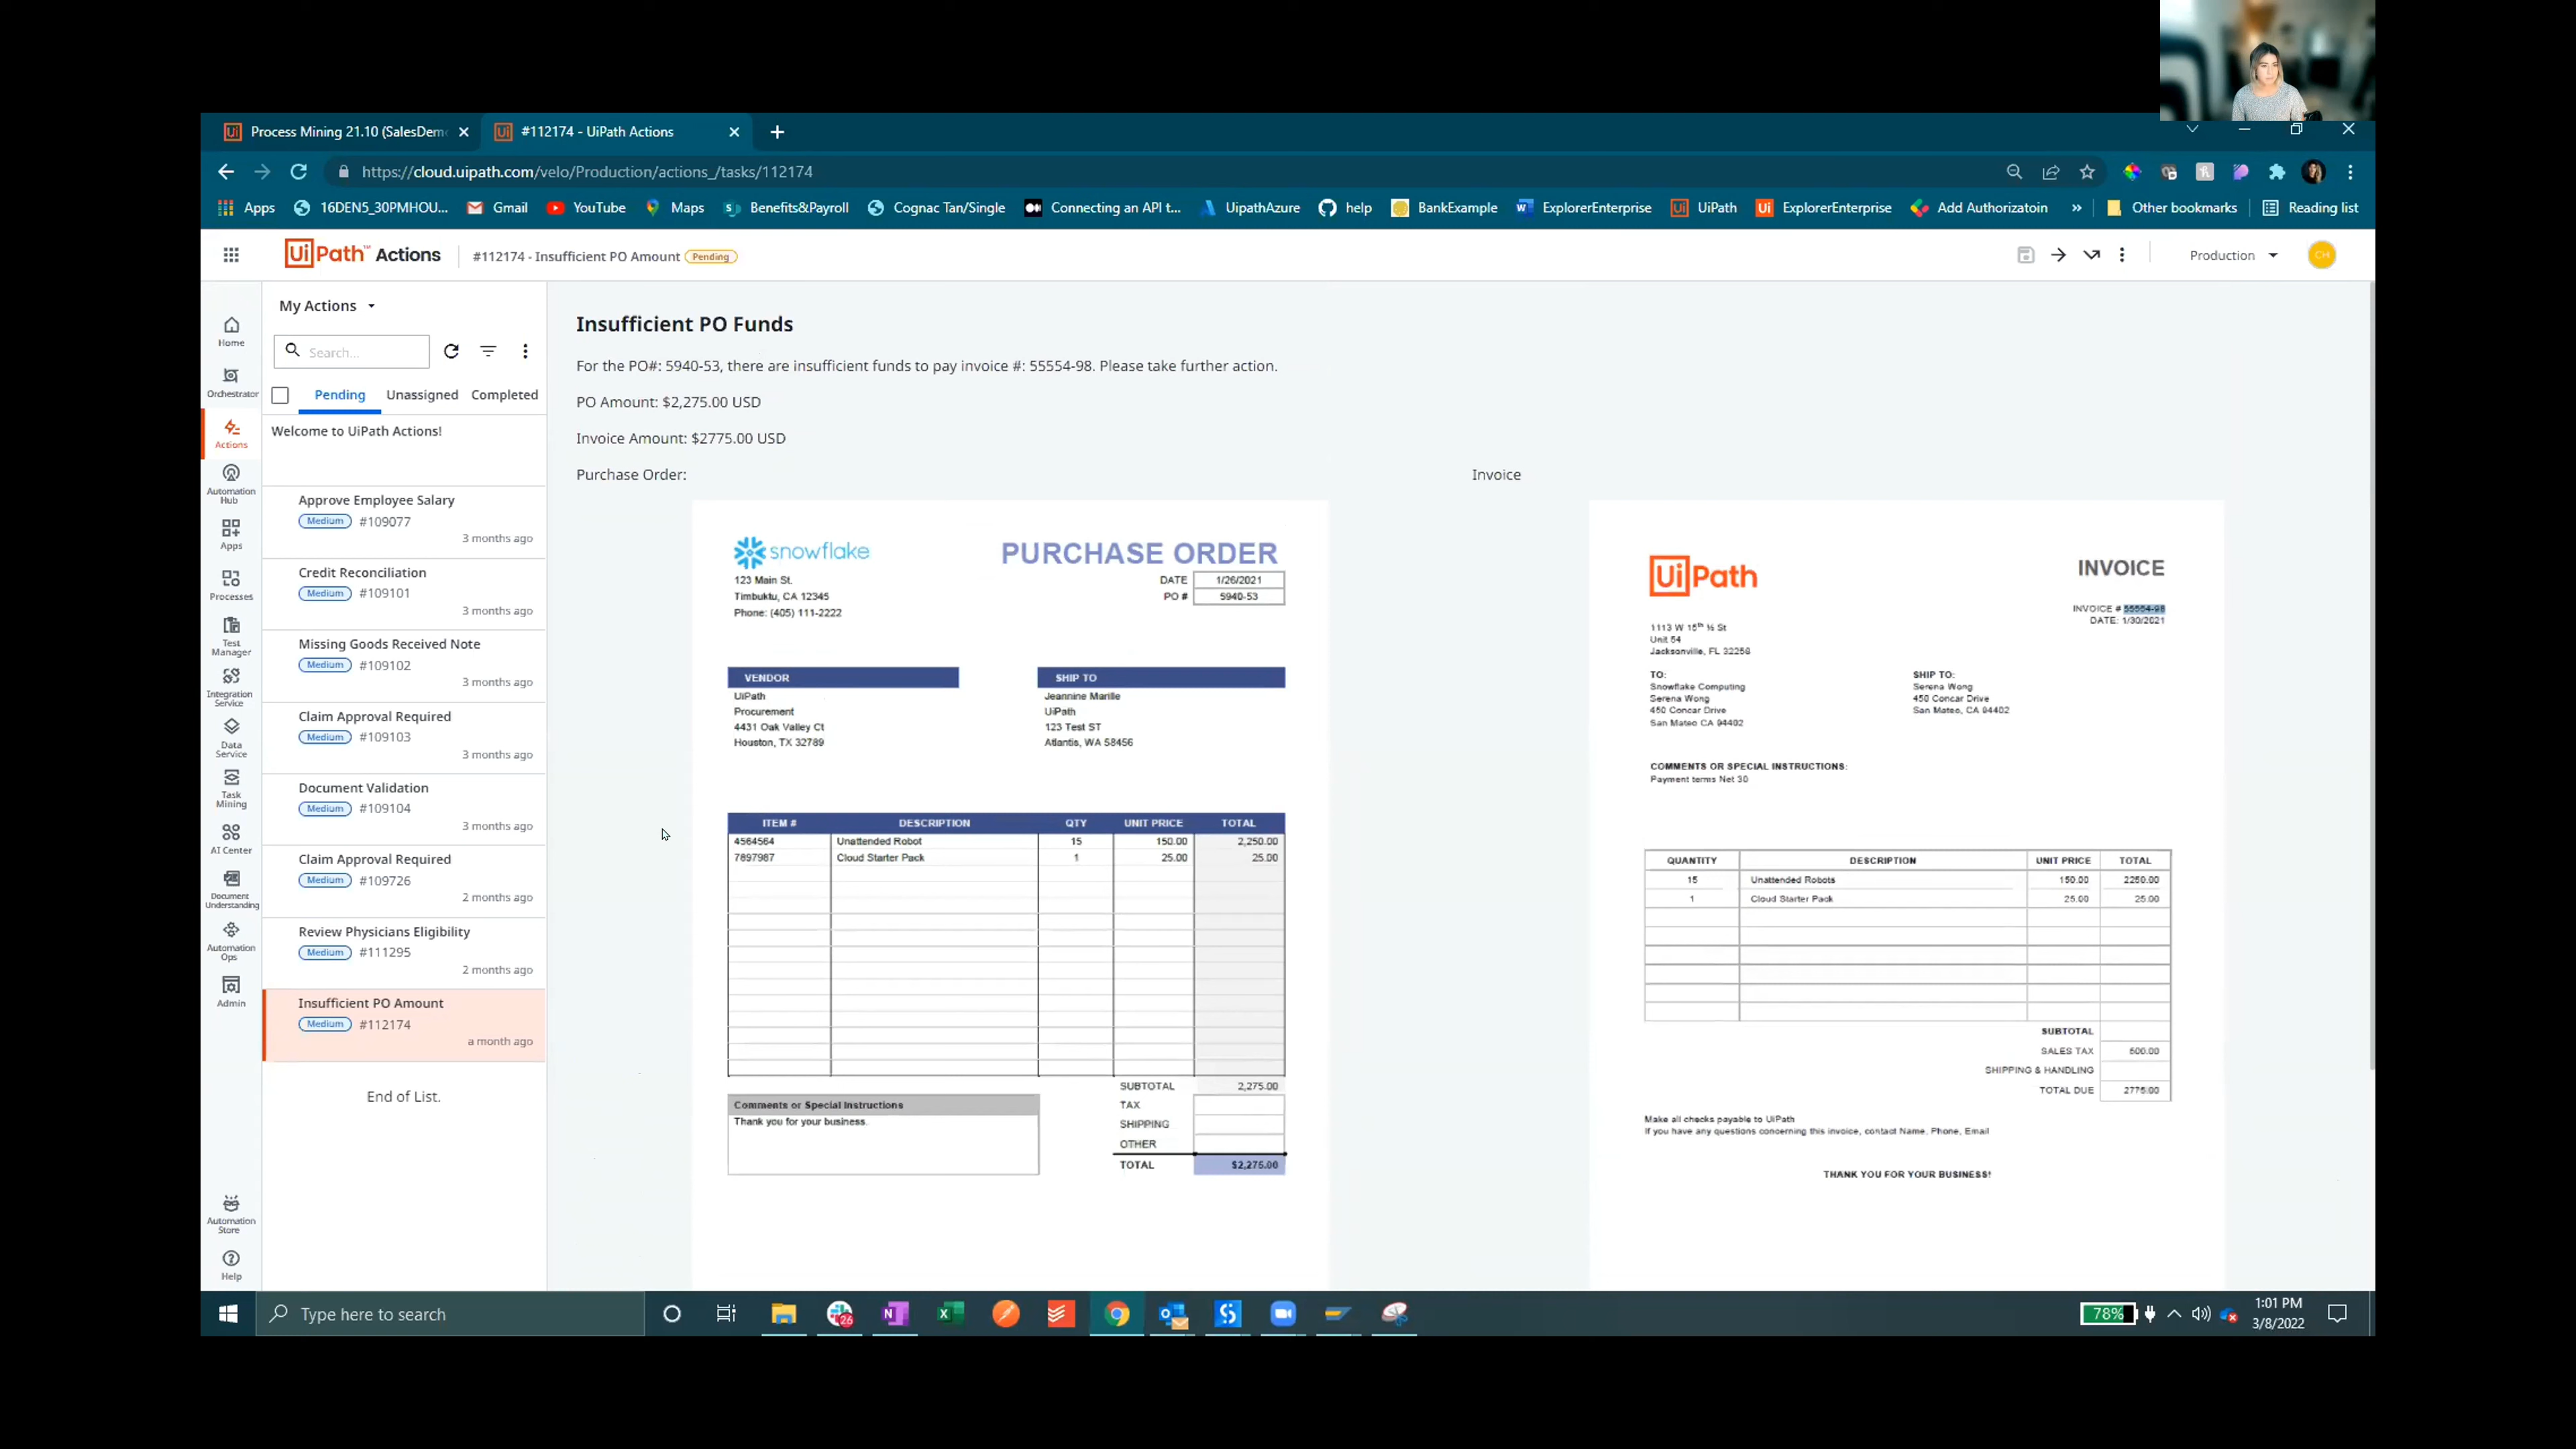 Process Mining 21.10 (SalesDem
#112174 - UiPath Actions
https://cloud.uipath.com/velo/Production/actions_/tasks/112174
Apps
16DEN5_30PMHOU...
Gmail
YouTube
Maps
Benefits&Payroll
Cognac Tan/Single
Connecting an API t...
UipathAzure
help
BankExample
ExplorerEnterprise
UiPath
ExplorerEnterprise
Add Authorizatoin
»
Other bookmarks
Reading list
UiPath™ Actions
#112174 - Insufficient PO Amount
Pending
Production
CH
Home
Orchestrator
Actions
Automation
Hub
Apps
Processes
Test
Manager
Integration
Service
Data
Service
Task
Mining
AI Center
Document
Understanding
Automation
Ops
Admin
Automation
Store
Help
My Actions
Search...
Pending
Unassigned
Completed
Welcome to UiPath Actions!
Approve Employee Salary
Medium #109077
3 months ago
Credit Reconciliation
Medium #109101
3 months ago
Missing Goods Received Note
Medium #109102
3 months ago
Claim Approval Required
Medium #109103
3 months ago
Document Validation
Medium #109104
3 months ago
Claim Approval Required
Medium #109726
2 months ago
Review Physicians Eligibility
Medium #111295
2 months ago
Insufficient PO Amount
Medium #112174
a month ago
End of List.
Insufficient PO Funds
For the PO#: 5940-53, there are insufficient funds to pay invoice #: 55554-98. Please take further action.
PO Amount: $2,275.00 USD
Invoice Amount: $2775.00 USD
Purchase Order:
snowflake
PURCHASE ORDER
123 Main St.
Timbuktu, CA 12345
Phone: (405) 111-2222
DATE 1/26/2021
PO # 5940-53
VENDOR
UiPath
Procurement
4431 Oak Valley Ct
Houston, TX 32789
SHIP TO
Jeannine Marille
UiPath
123 Test ST
Atlantis, WA 58456
ITEM # DESCRIPTION QTY UNIT PRICE TOTAL
4564564 Unattended Robot 15 150.00 2,250.00
7897987 Cloud Starter Pack 1 25.00 25.00
SUBTOTAL 2,275.00
TAX
SHIPPING
OTHER
TOTAL $2,275.00
Comments or Special Instructions
Thank you for your business.
Invoice
UiPath
INVOICE
INVOICE # 55554-98
DATE: 1/30/2021
1113 W 15th ½ St
Unit 54
Jacksonville, FL 32256
TO:
Snowflake Computing
Serena Wong
450 Concar Drive
San Mateo CA 94402
SHIP TO:
Serena Wong
450 Concar Drive
San Mateo, CA 94402
COMMENTS OR SPECIAL INSTRUCTIONS:
Payment terms Net 30
QUANTITY DESCRIPTION UNIT PRICE TOTAL
15 Unattended Robots 150.00 2250.00
1 Cloud Starter Pack 25.00 25.00
SUBTOTAL
SALES TAX 500.00
SHIPPING & HANDLING
TOTAL DUE 2775.00
Make all checks payable to UiPath
If you have any questions concerning this invoice, contact Name, Phone, Email
THANK YOU FOR YOUR BUSINESS!
Type here to search
26
78%
1:01 PM
3/8/2022